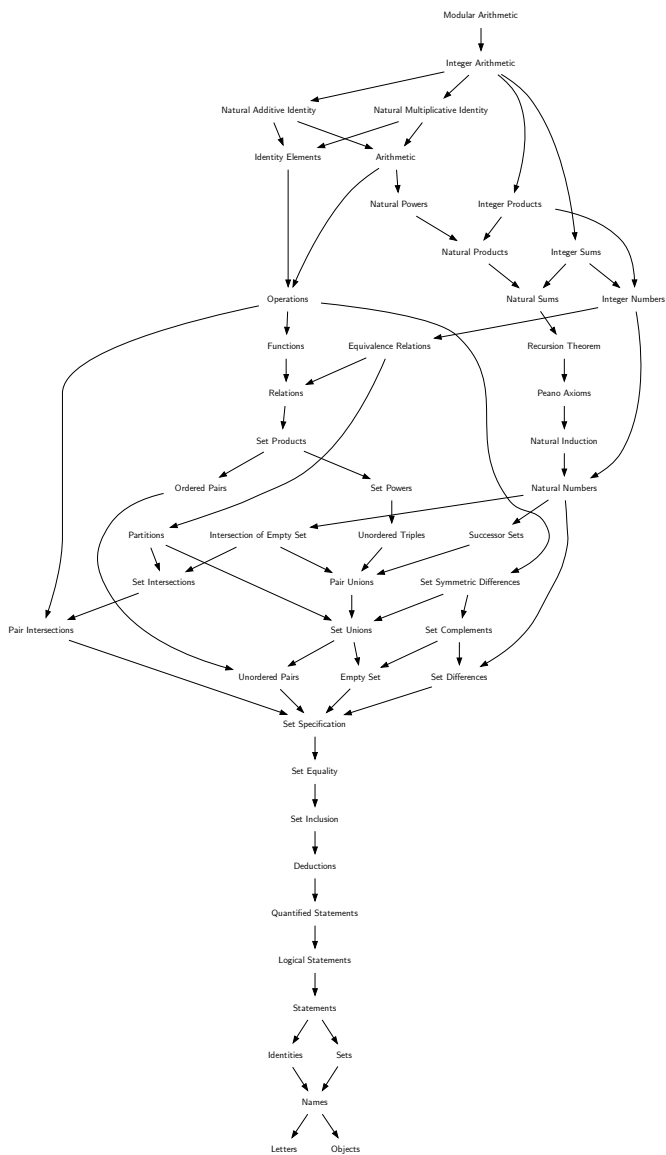 Modular Arithmetic
Integer Arithmetic
Natural Additive Identity
Natural Multiplicative Identity
Identity Elements
Arithmetic
Natural Powers
Integer Products
Natural Products
Integer Sums
Operations
Natural Sums
Integer Numbers
Functions
Equivalence Relations
Recursion Theorem
Relations
Peano Axioms
Set Products
Natural Induction
Ordered Pairs
Set Powers
Natural Numbers
Partitions
Intersection of Empty Set
Unordered Triples
Successor Sets
Set Intersections
Pair Unions
Set Symmetric Differences
Pair Intersections
Set Unions
Set Complements
Unordered Pairs
Empty Set
Set Differences
Set Specification
Set Equality
Set Inclusion
Deductions
Quantified Statements
Logical Statements
Statements
Identities
Sets
Names
Letters
Objects